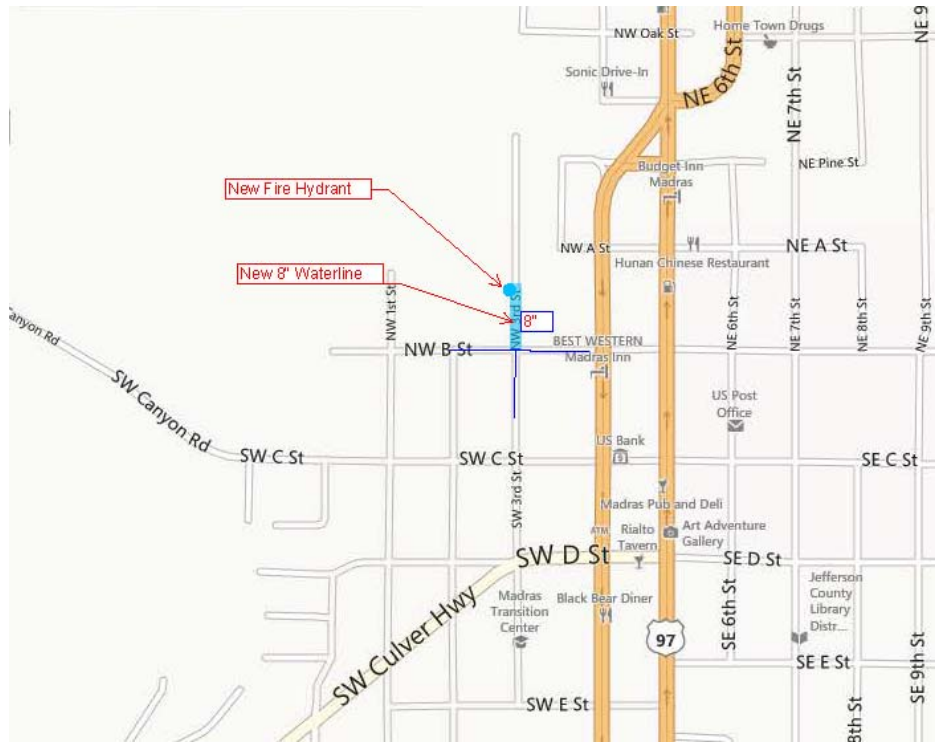 NE 9
Home Town Drugs
NW Oak St
Sonic Drive-In
NE 6th St
NE 7th St
NE Pine St
Budget Inn
Madras
New Fire Hydrant
NW A St
NE A St
Hunan Chinese Restaurant
New 8" Waterline
NW 1st St
NW 3rd St
8"
NE 6th St
NE 7th St
NE 8th St
NE 9th St
Canyon Rd
NW B St
BEST WESTERN
Madras Inn
SW Canyon Rd
US Post
Office
US Bank
SW C St
SW C St
SE C St
SW 3rd St
Madras Pub and Deli
ATM
Rialto
Tavern
Art Adventure
Gallery
SW D St
SE D St
Madras
Transition
Center
Black Bear Diner
SE 6th St
Jefferson
County
Library
Distr...
SW Culver Hwy
97
SE E St
SE 9th St
SW E St
8th St